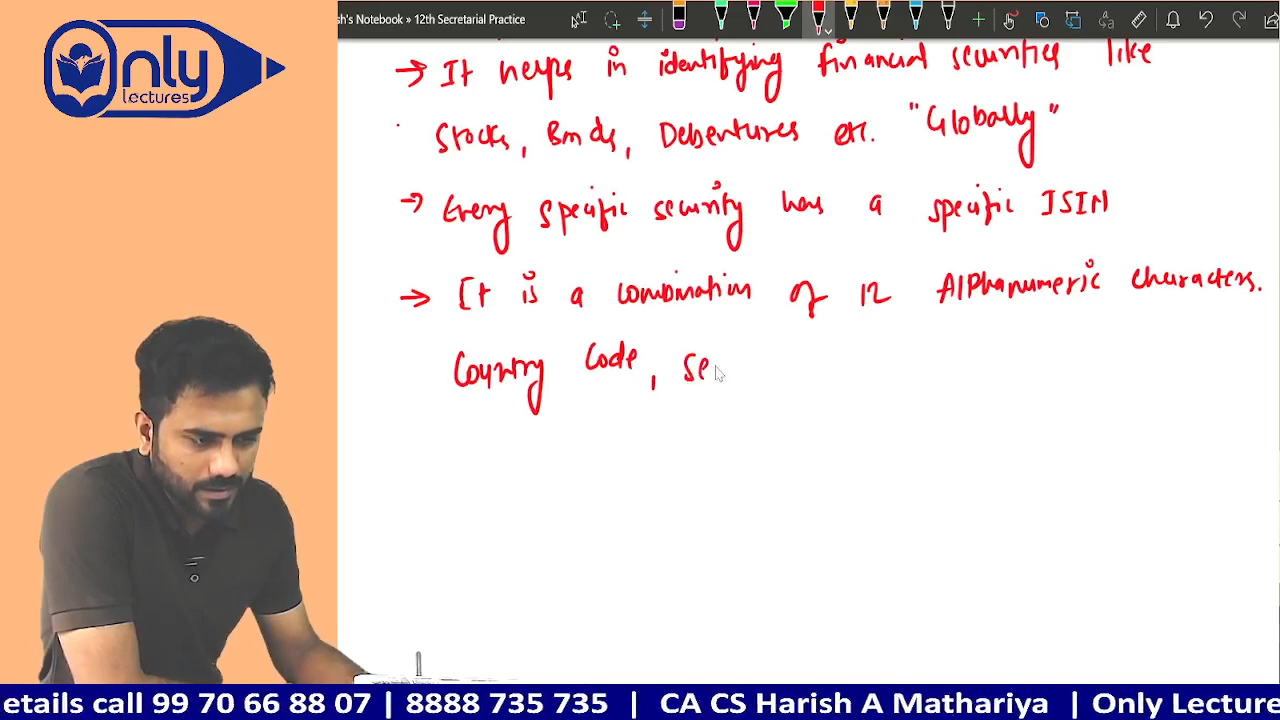 Only
lectures
sh's Notebook » 12th Secretarial Practice
→ It helps in identifying financial securities like
Stocks, Bonds, Debentures etc. "Globally"
→ Every specific security has a specific ISIN
→ It is a combination of 12 Alphanumeric characters.
Country Code, Se
etails call 99 70 66 88 07 | 8888 735 735 | CA CS Harish A Mathariya | Only Lecture